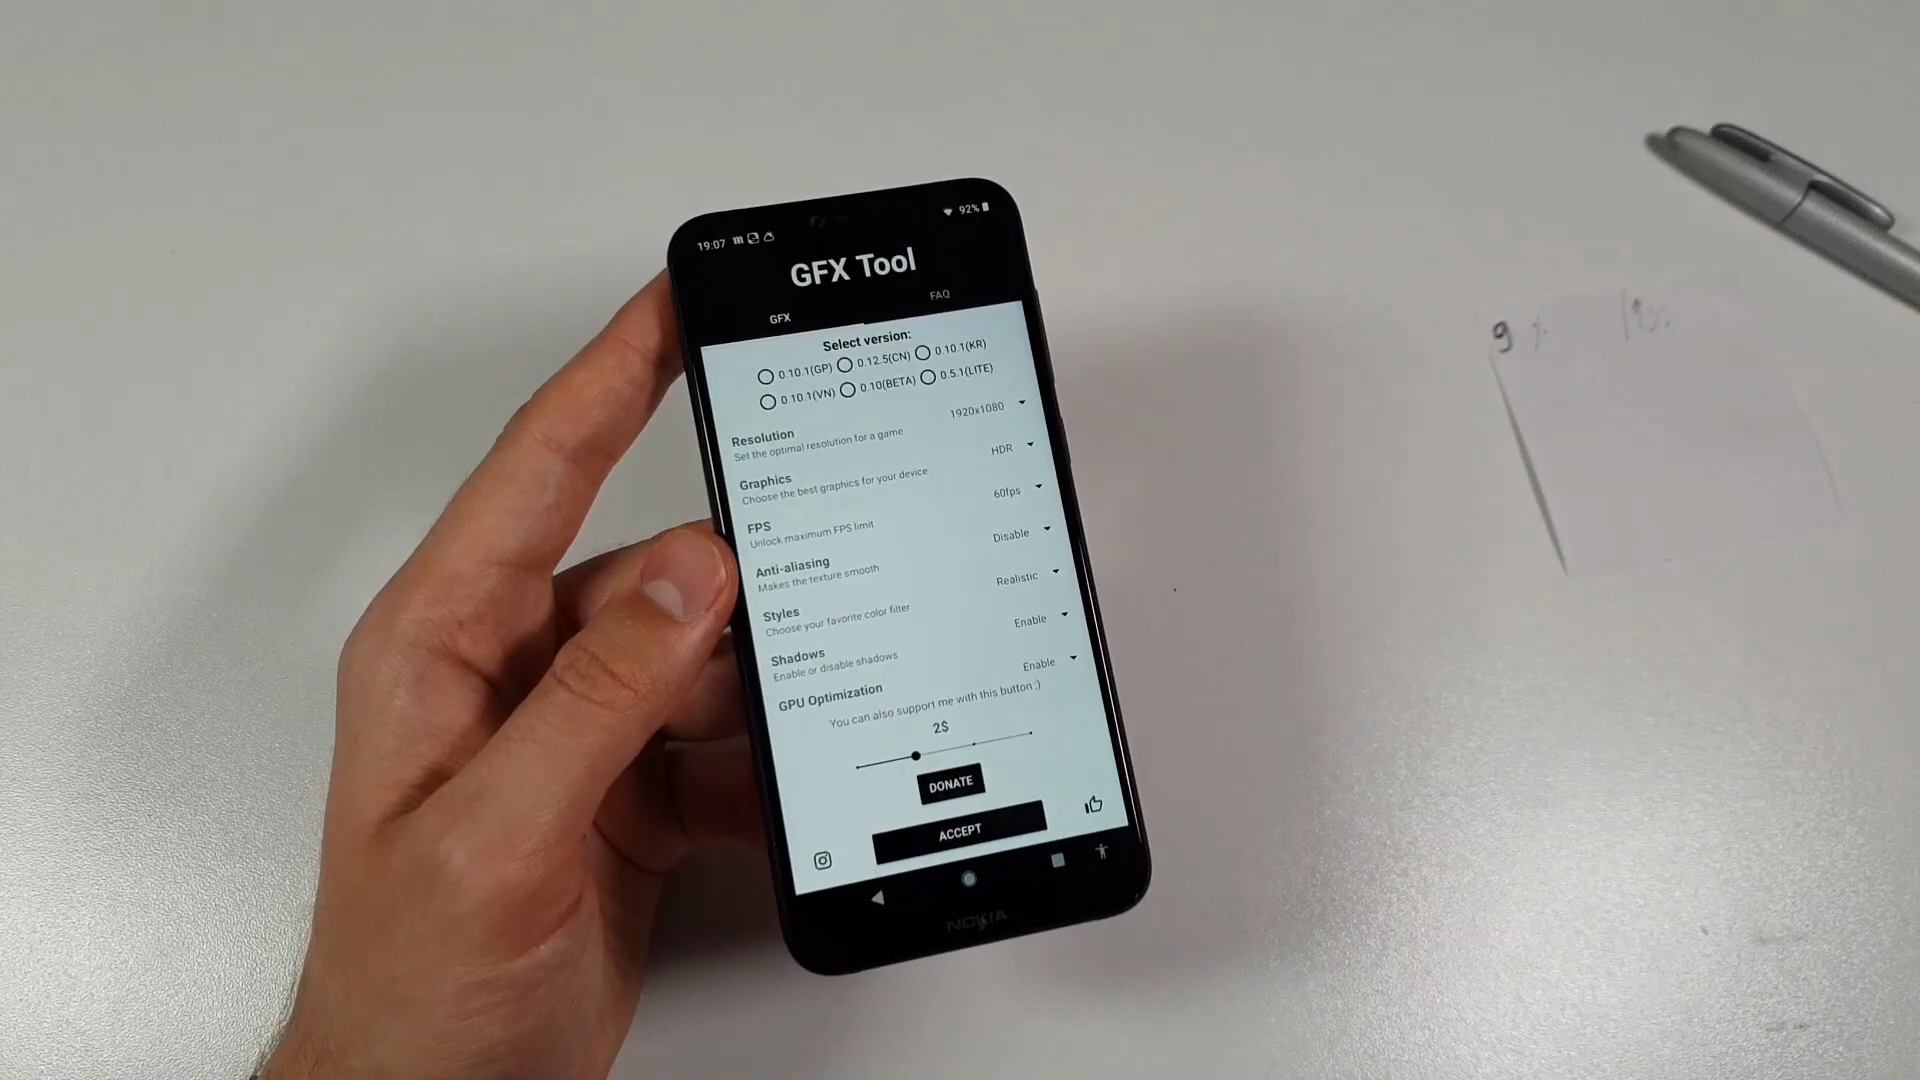 19:07 92%
GFX Tool
GFX FAQ
Select version:
0.10.1(GP) 0.12.5(CN) 0.10.1(KR)
0.10.1(VN) 0.10(BETA) 0.5.1(LITE)
Resolution 1920x1080
Set the optimal resolution for a game
Graphics HDR
Choose the best graphics for your device
FPS 60fps
Unlock maximum FPS limit
Anti-aliasing Disable
Makes the texture smooth
Styles Realistic
Choose your favorite color filter
Shadows Enable
Enable or disable shadows
GPU Optimization Enable
You can also support me with this button ;)
2$
DONATE
ACCEPT
NOKIA
9